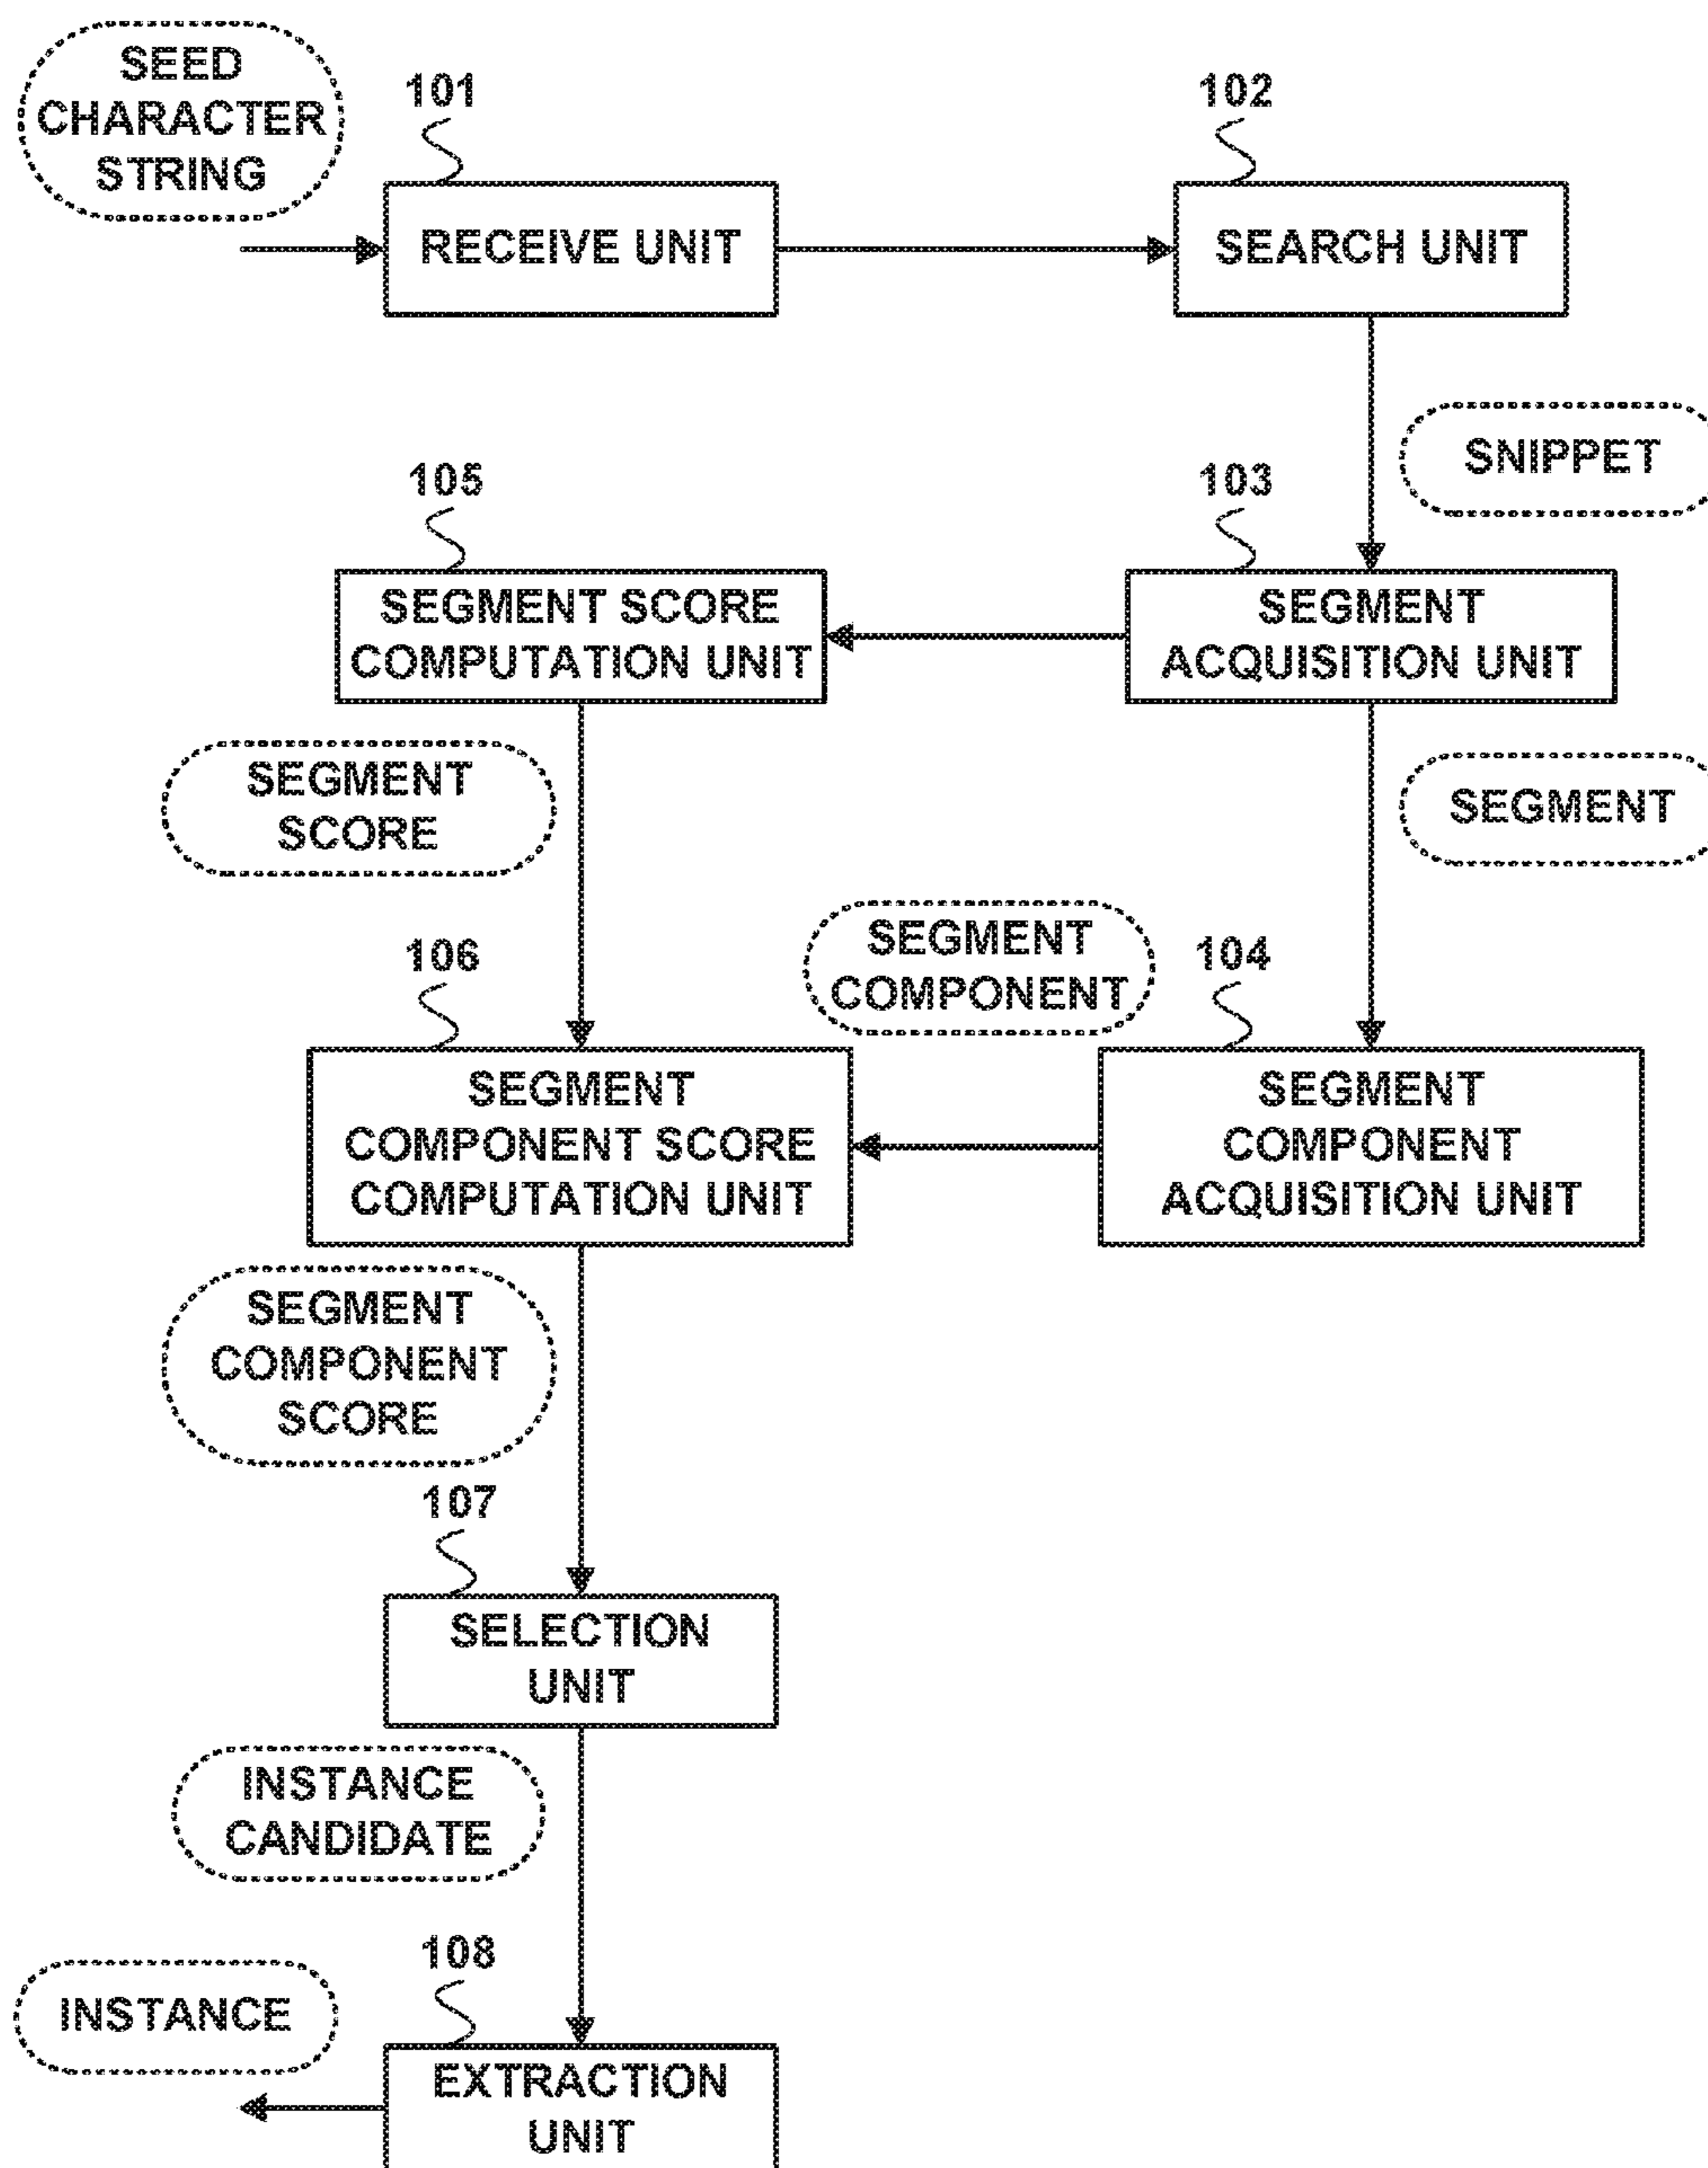 SEED
CHARACTER
STRING
101
102
RECEIVE UNIT
SEARCH UNIT
SNIPPET
105
103
SEGMENT SCORE
COMPUTATION UNIT
SEGMENT
ACQUISITION UNIT
SEGMENT
SCORE
SEGMENT
106
SEGMENT
COMPONENT
104
SEGMENT
COMPONENT SCORE
COMPUTATION UNIT
SEGMENT
COMPONENT
ACQUISITION UNIT
SEGMENT
COMPONENT
SCORE
107
SELECTION
UNIT
INSTANCE
CANDIDATE
108
INSTANCE
EXTRACTION
UNIT